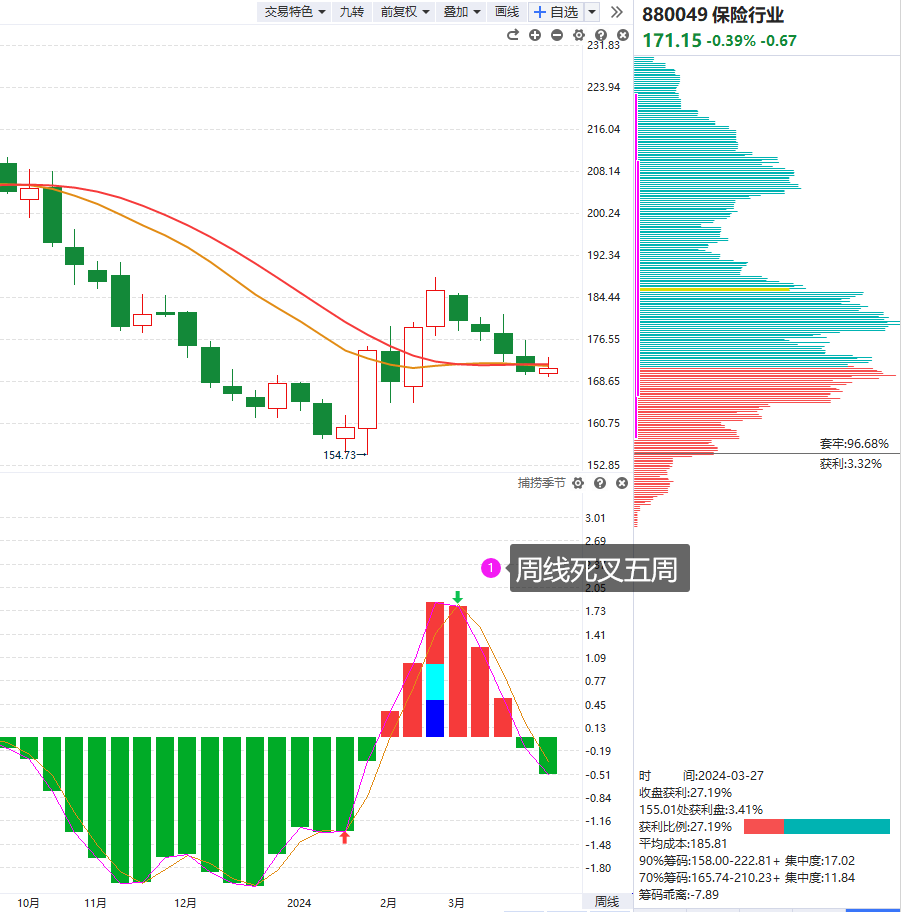 交易特色 九转 前复权 叠加 画线 自选
880049 保险行业
171.15 -0.39% -0.67
231.83
223.94
216.04
208.14
200.24
192.34
184.44
176.55
168.65
160.75
152.85
154.73
套牢:96.68%
获利:3.32%
捕捞季节
3.01
2.69
1 周线死叉五周
2.05
1.73
1.41
1.09
0.77
0.45
0.13
-0.19
-0.51
-0.84
-1.16
-1.48
-1.80
时 间:2024-03-27
收盘获利:27.19%
155.01处获利盘:3.41%
获利比例:27.19%
平均成本:185.81
90%筹码:158.00-222.81+ 集中度:17.02
70%筹码:165.74-210.23+ 集中度:11.84
筹码乖离:-7.89
10月 11月 12月 2024 2月 3月 周线